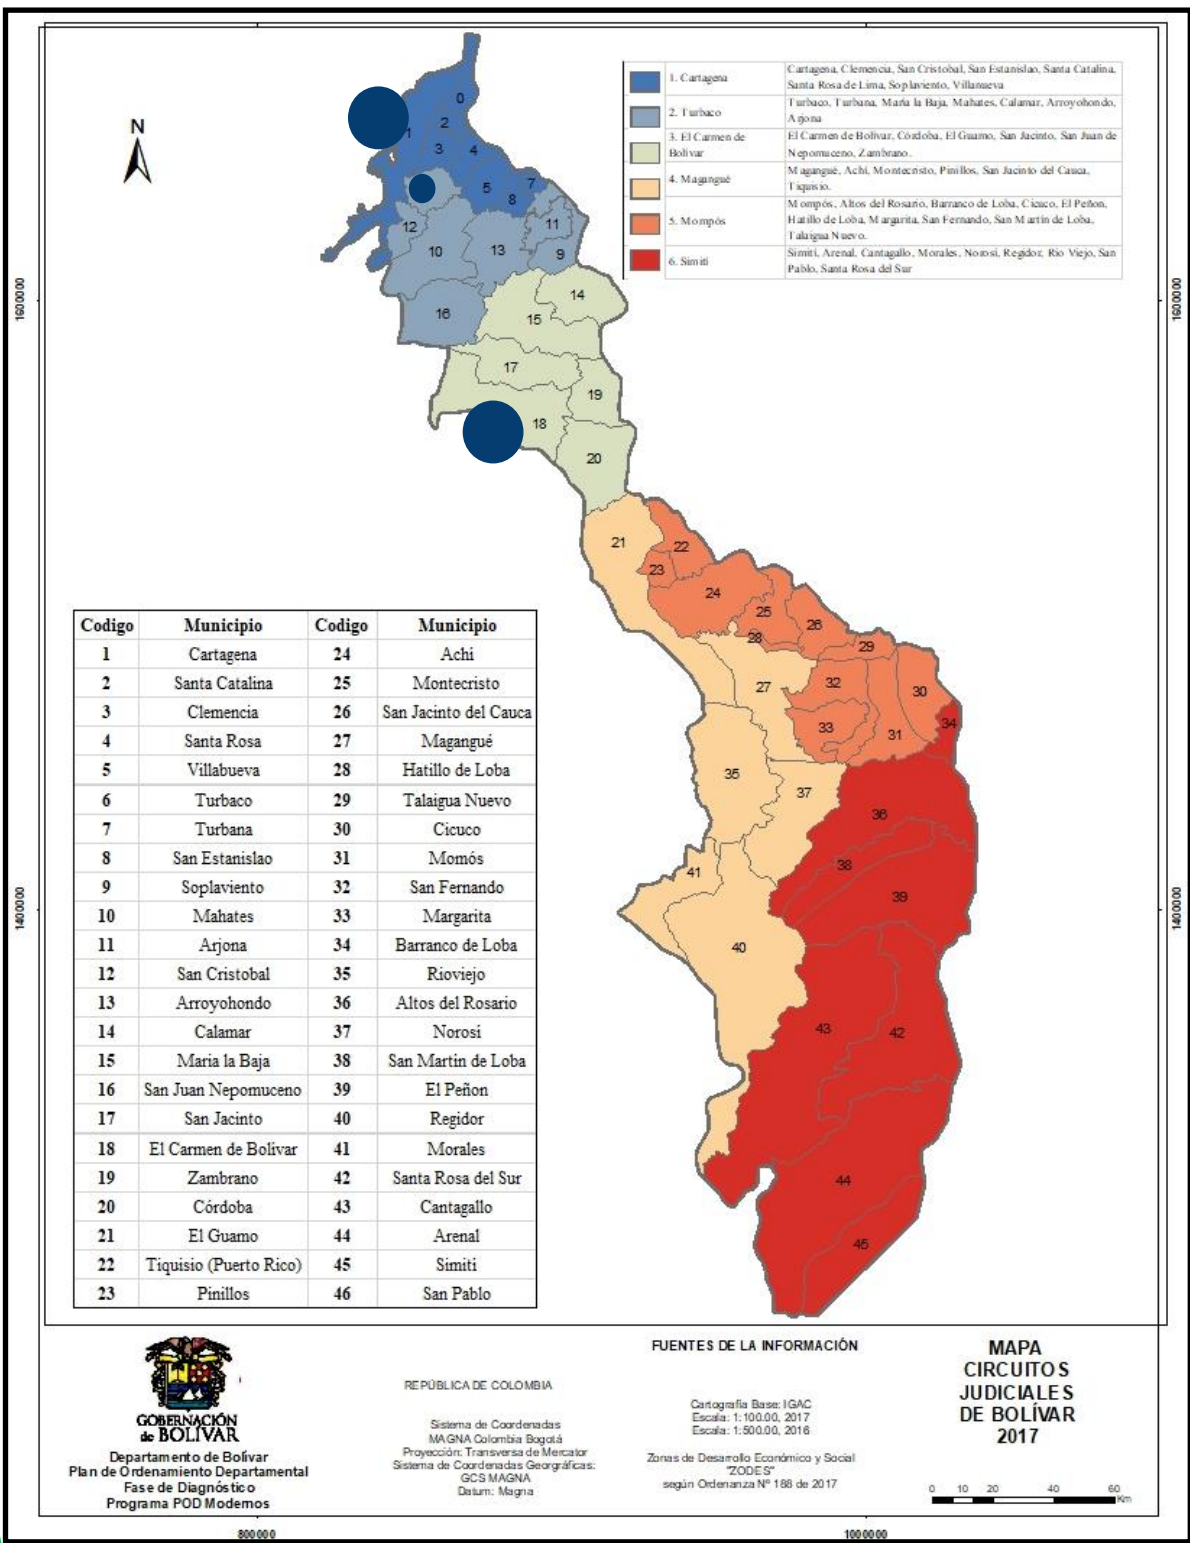 N
1. Cartagena
Cartagena, Clemencia, San Cristobal, San Estanislao, Santa Catalina,
Santa Rosa de Lima, Soplaviento, Villanueva
2. Turbaco
Turbaco, Turbana, María la Baja, Mahates, Calamar, Arroyohondo,
Arjona
3. El Carmen de
Bolívar
El Carmen de Bolívar, Córdoba, El Guamo, San Jacinto, San Juan de
Nepomuceno, Zambrano.
4. Magangué
Magangué, Achí, Montecristo, Pinillos, San Jacinto del Cauca,
Tiquisio.
5. Mompós
Mompós, Altos del Rosario, Barranco de Loba, Cicuco, El Peñon,
Hatillo de Loba, Margarita, San Fernando, San Martín de Loba,
Talaigua Nuevo.
6. Simití
Simití, Arenal, Cantagallo, Morales, Norosí, Regidor, Río Viejo, San
Pablo, Santa Rosa del Sur
0
1
2
3
4
5
7
8
12
11
10
13
9
14
16
15
17
19
18
20
21
22
23
24
25
26
28
29
27
32
30
33
31
34
35
37
36
38
41
39
40
43
42
44
45
1600000
1600000
1400000
1400000
Codigo Municipio Codigo Municipio
1 Cartagena 24 Achi
2 Santa Catalina 25 Montecristo
3 Clemencia 26 San Jacinto del Cauca
4 Santa Rosa 27 Magangué
5 Villabueva 28 Hatillo de Loba
6 Turbaco 29 Talaigua Nuevo
7 Turbana 30 Cicuco
8 San Estanislao 31 Momós
9 Soplaviento 32 San Fernando
10 Mahates 33 Margarita
11 Arjona 34 Barranco de Loba
12 San Cristobal 35 Rioviejo
13 Arroyohondo 36 Altos del Rosario
14 Calamar 37 Norosi
15 Maria la Baja 38 San Martin de Loba
16 San Juan Nepomuceno 39 El Peñon
17 San Jacinto 40 Regidor
18 El Carmen de Bolivar 41 Morales
19 Zambrano 42 Santa Rosa del Sur
20 Córdoba 43 Cantagallo
21 El Guamo 44 Arenal
22 Tiquisio (Puerto Rico) 45 Simiti
23 Pinillos 46 San Pablo
GOBERNACIÓN
de BOLÍVAR
Departamento de Bolívar
Plan de Ordenamiento Departamental
Fase de Diagnóstico
Programa POD Modernos
REPÚBLICA DE COLOMBIA
Sistema de Coordenadas
MAGNA Colombia Bogotá
Proyección: Transversa de Mercator
Sistema de Coordenadas Georgráficas:
GCS MAGNA
Datum: Magna
FUENTES DE LA INFORMACIÓN
Cartografía Base: IGAC
Escala: 1:100.00, 2017
Escala: 1:500.00, 2016
Zonas de Desarrollo Económico y Social
"ZODES"
según Ordenanza Nº 188 de 2017
MAPA
CIRCUITOS
JUDICIALES
DE BOLÍVAR
2017
0 10 20 40 60
Km
800000
1000000